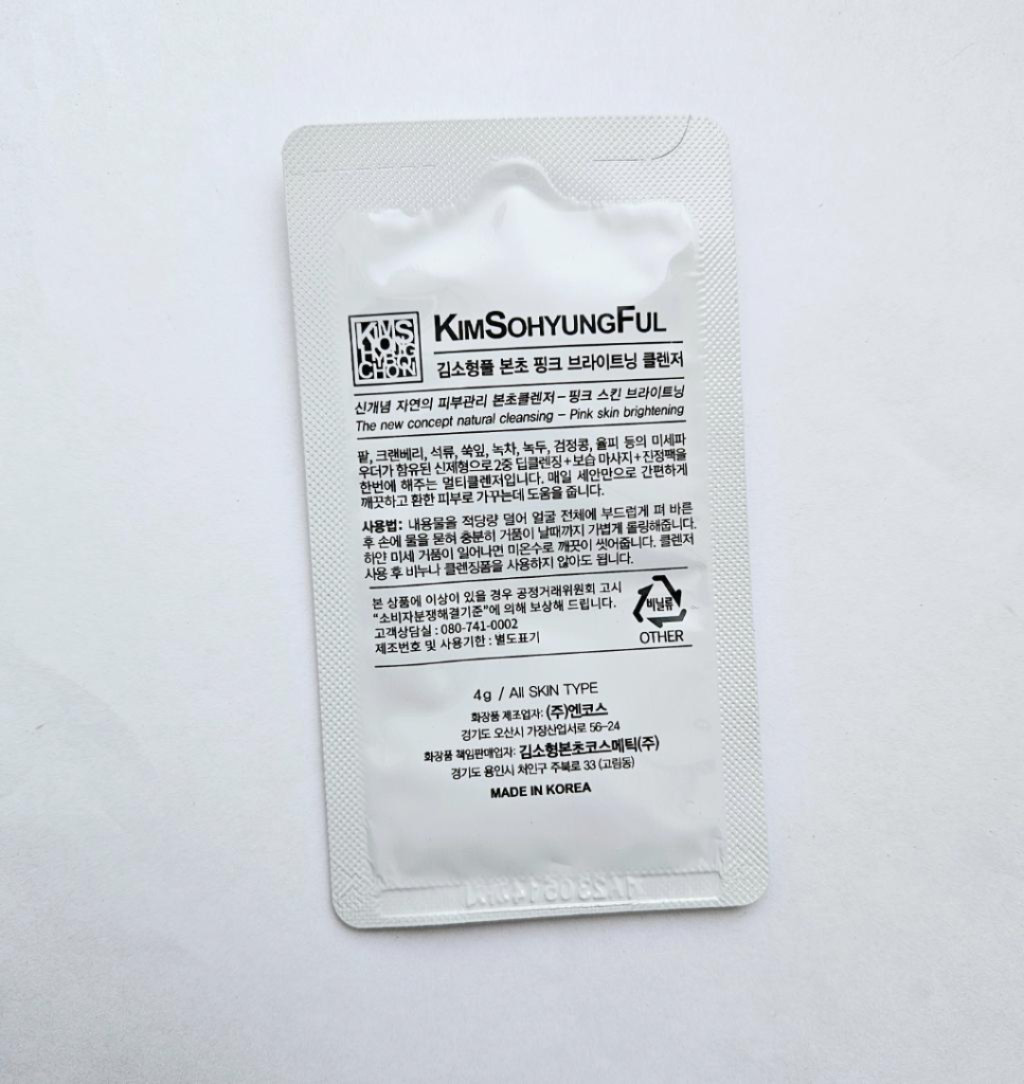 KIMSOHYUNGFUL
김소형풀 본초 핑크 브라이트닝 클렌저
신개념 자연의 피부관리 본초클렌저 – 핑크 스킨 브라이트닝
The new concept natural cleansing – Pink skin brightening
팥, 크랜베리, 석류, 쑥잎, 녹차, 녹두, 검정콩, 율피 등의 미세파
우더가 함유된 신제형으로 2중 딥클렌징+보습 마사지+진정팩을
한번에 해주는 멀티클렌저입니다. 매일 세안만으로 간편하게
깨끗하고 환한 피부로 가꾸는데 도움을 줍니다.
사용법: 내용물을 적당량 덜어 얼굴 전체에 부드럽게 펴 바른
후 손에 물을 묻혀 충분히 거품이 날때까지 가볍게 롤링해줍니다.
하얀 미세 거품이 일어나면 미온수로 깨끗이 씻어줍니다. 클렌저
사용 후 비누나 클렌징폼을 사용하지 않아도 됩니다.
본 상품에 이상이 있을 경우 공정거래위원회 고시
"소비자분쟁해결기준"에 의해 보상해 드립니다.
고객상담실 : 080-741-0002
제조번호 및 사용기한 : 별도표기
비닐류
OTHER
4g / All SKIN TYPE
화장품 제조업자: (주)엔코스
경기도 오산시 가장산업서로 56-24
화장품 책임판매업자: 김소형본초코스메틱(주)
경기도 용인시 처인구 주북로 33 (고림동)
MADE IN KOREA